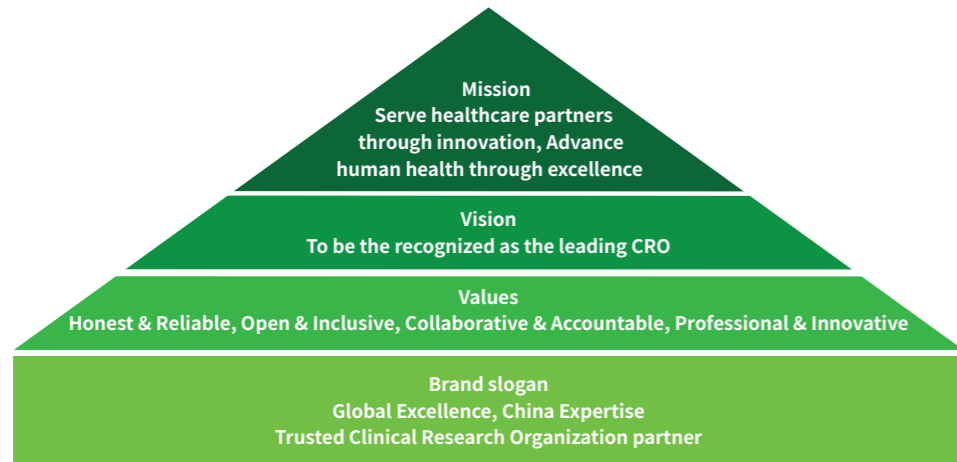 Mission
Serve healthcare partners
through innovation, Advance
human health through excellence
Vision
To be the recognized as the leading CRO
Values
Honest & Reliable, Open & Inclusive, Collaborative & Accountable, Professional & Innovative
Brand slogan
Global Excellence, China Expertise
Trusted Clinical Research Organization partner